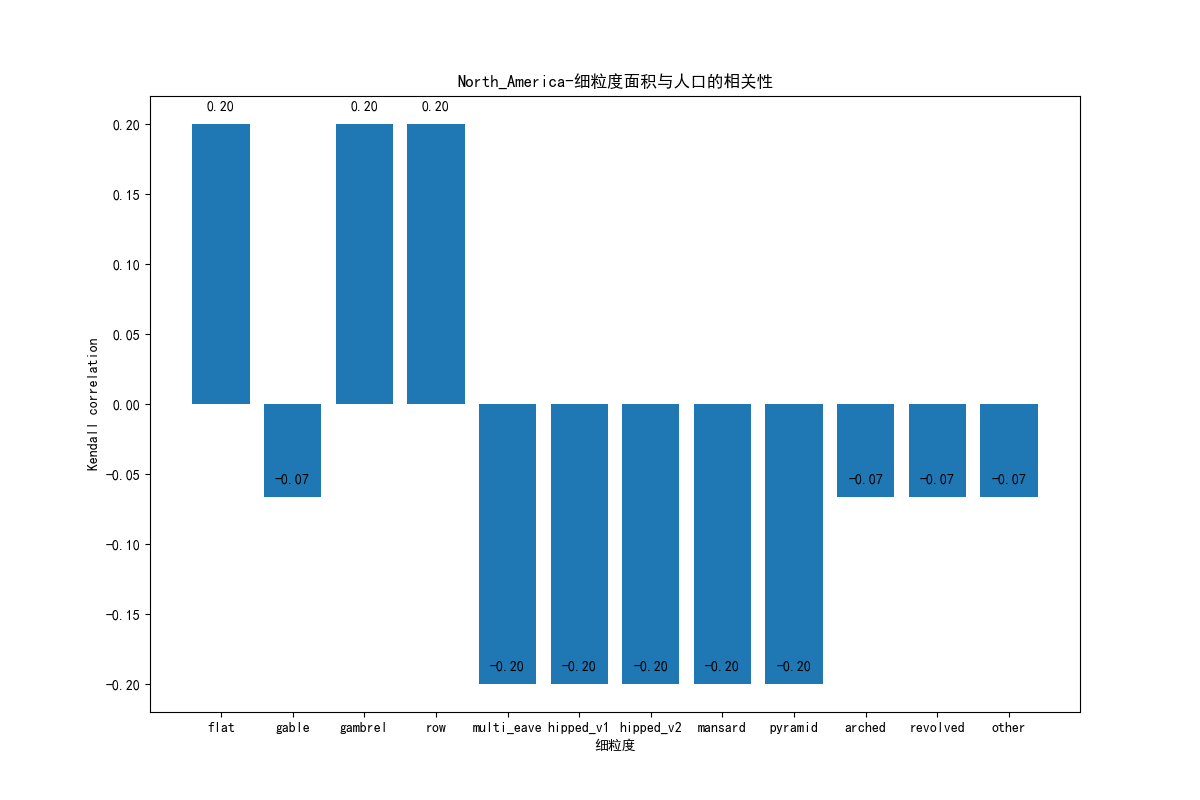 North_America-细粒度面积与人口的相关性
0.20
0.20
0.20
0.20
0.15
0.10
0.05
0.00
-0.05
-0.10
-0.15
-0.20
Kendall correlation
-0.07
-0.07
-0.07
-0.07
-0.20
-0.20
-0.20
-0.20
-0.20
flat
gable
gambrel
row
multi_eave
hipped_v1
hipped_v2
mansard
pyramid
arched
revolved
other
细粒度